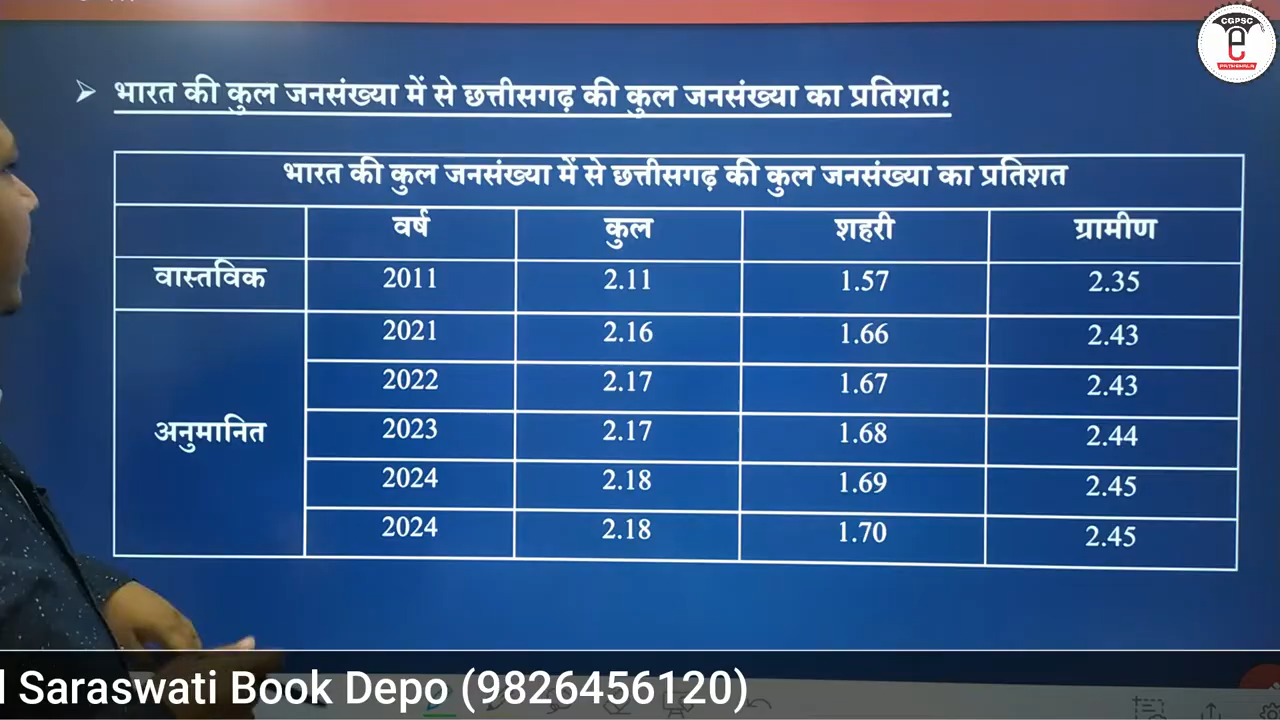 CGPSC
e
PATHSHALA
➢ भारत की कुल जनसंख्या में से छत्तीसगढ़ की कुल जनसंख्या का प्रतिशत:
भारत की कुल जनसंख्या में से छत्तीसगढ़ की कुल जनसंख्या का प्रतिशत
वर्ष कुल शहरी ग्रामीण
वास्तविक 2011 2.11 1.57 2.35
2021 2.16 1.66 2.43
2022 2.17 1.67 2.43
अनुमानित 2023 2.17 1.68 2.44
2024 2.18 1.69 2.45
2024 2.18 1.70 2.45
Saraswati Book Depo (9826456120)